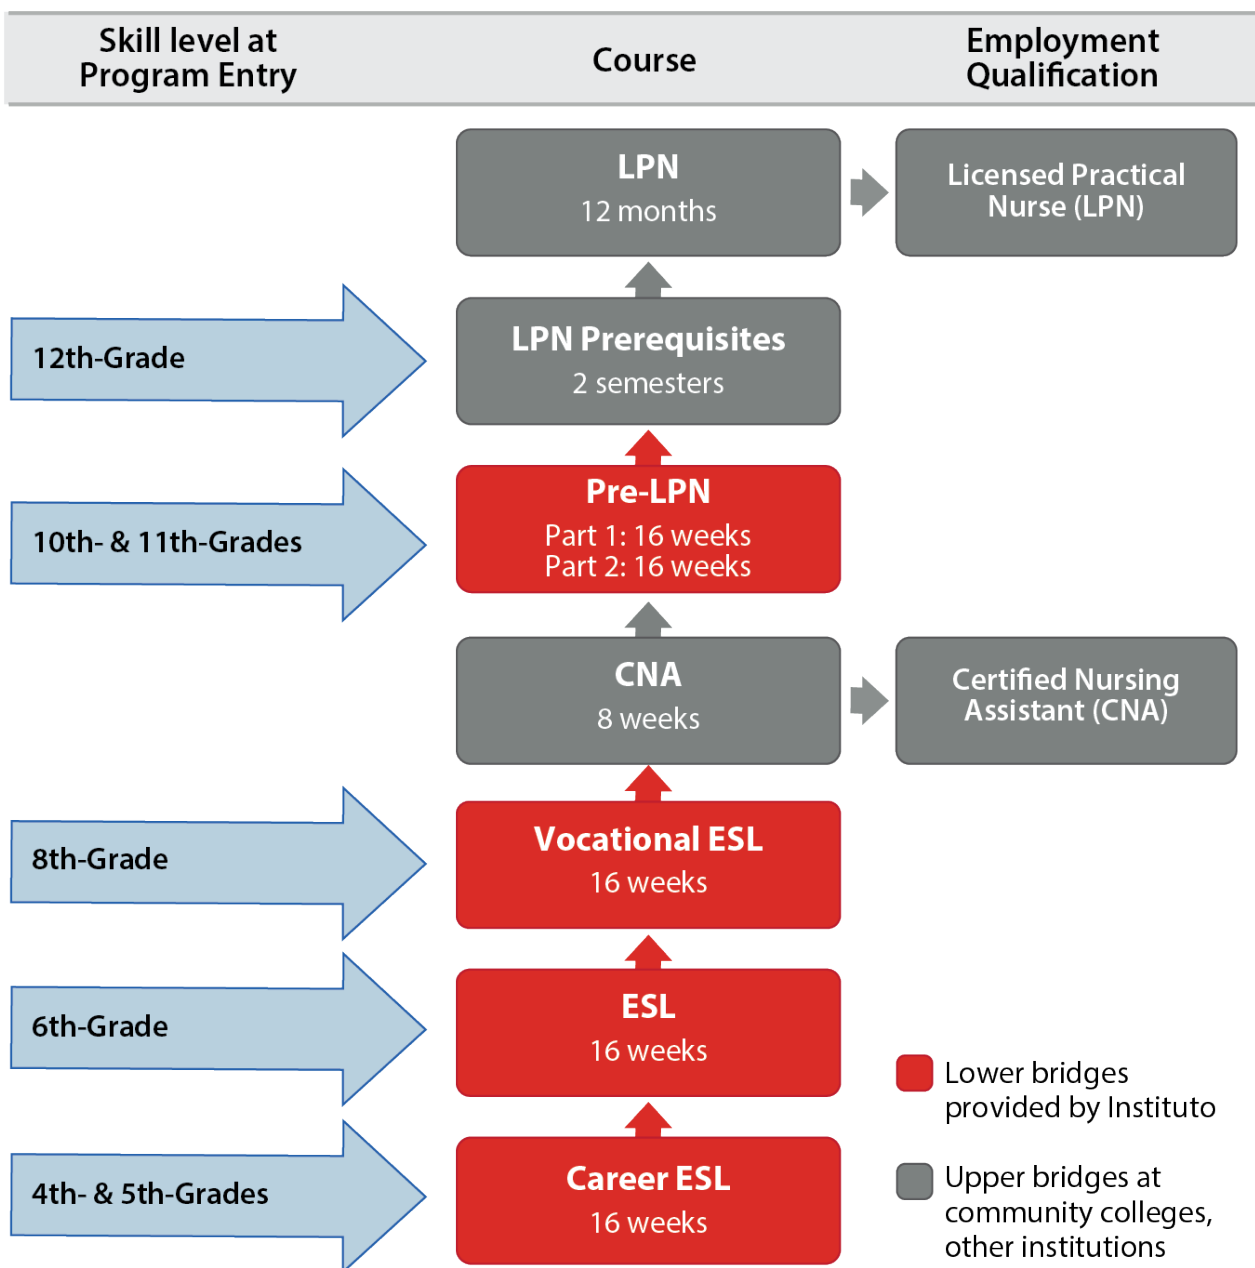 Skill level at
Program Entry
Course
Employment
Qualification
LPN
12 months
Licensed Practical
Nurse (LPN)
12th-Grade
LPN Prerequisites
2 semesters
10th- & 11th-Grades
Pre-LPN
Part 1: 16 weeks
Part 2: 16 weeks
CNA
8 weeks
Certified Nursing
Assistant (CNA)
8th-Grade
Vocational ESL
16 weeks
6th-Grade
ESL
16 weeks
4th- & 5th-Grades
Career ESL
16 weeks
Lower bridges
provided by Instituto
Upper bridges at
community colleges,
other institutions